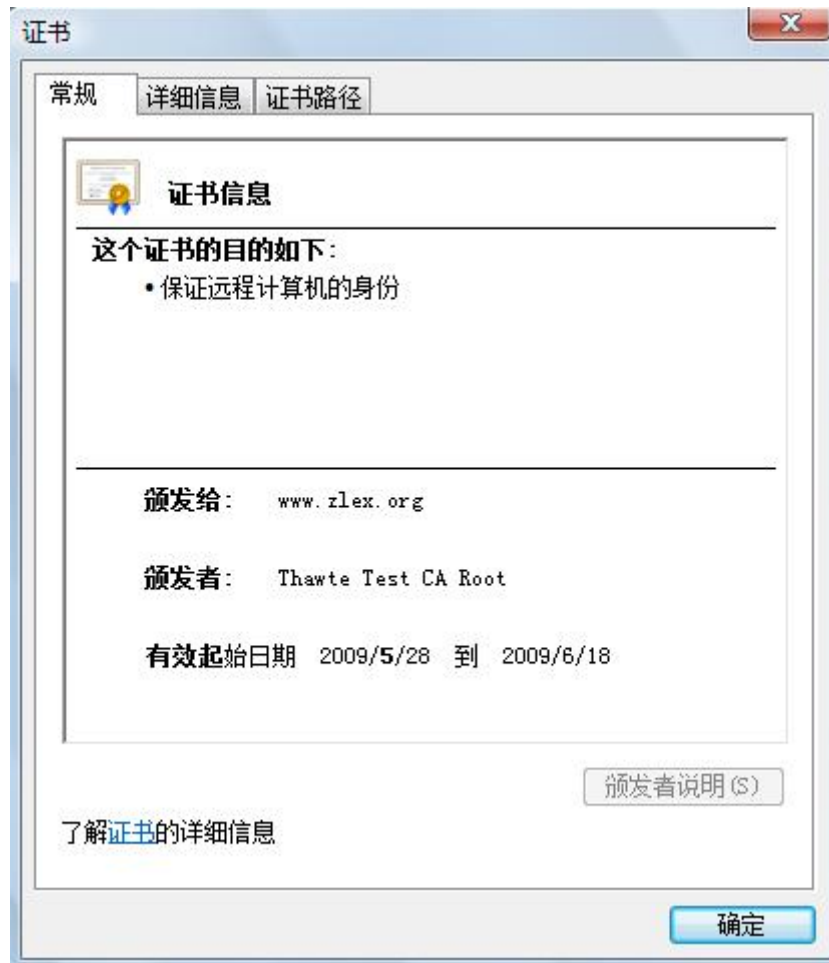 证书
常规 详细信息 证书路径
证书信息
这个证书的目的如下:
•保证远程计算机的身份
颁发给: www.zlex.org
颁发者: Thawte Test CA Root
有效起始日期 2009/5/28 到 2009/6/18
颁发者说明(S)
了解证书的详细信息
确定